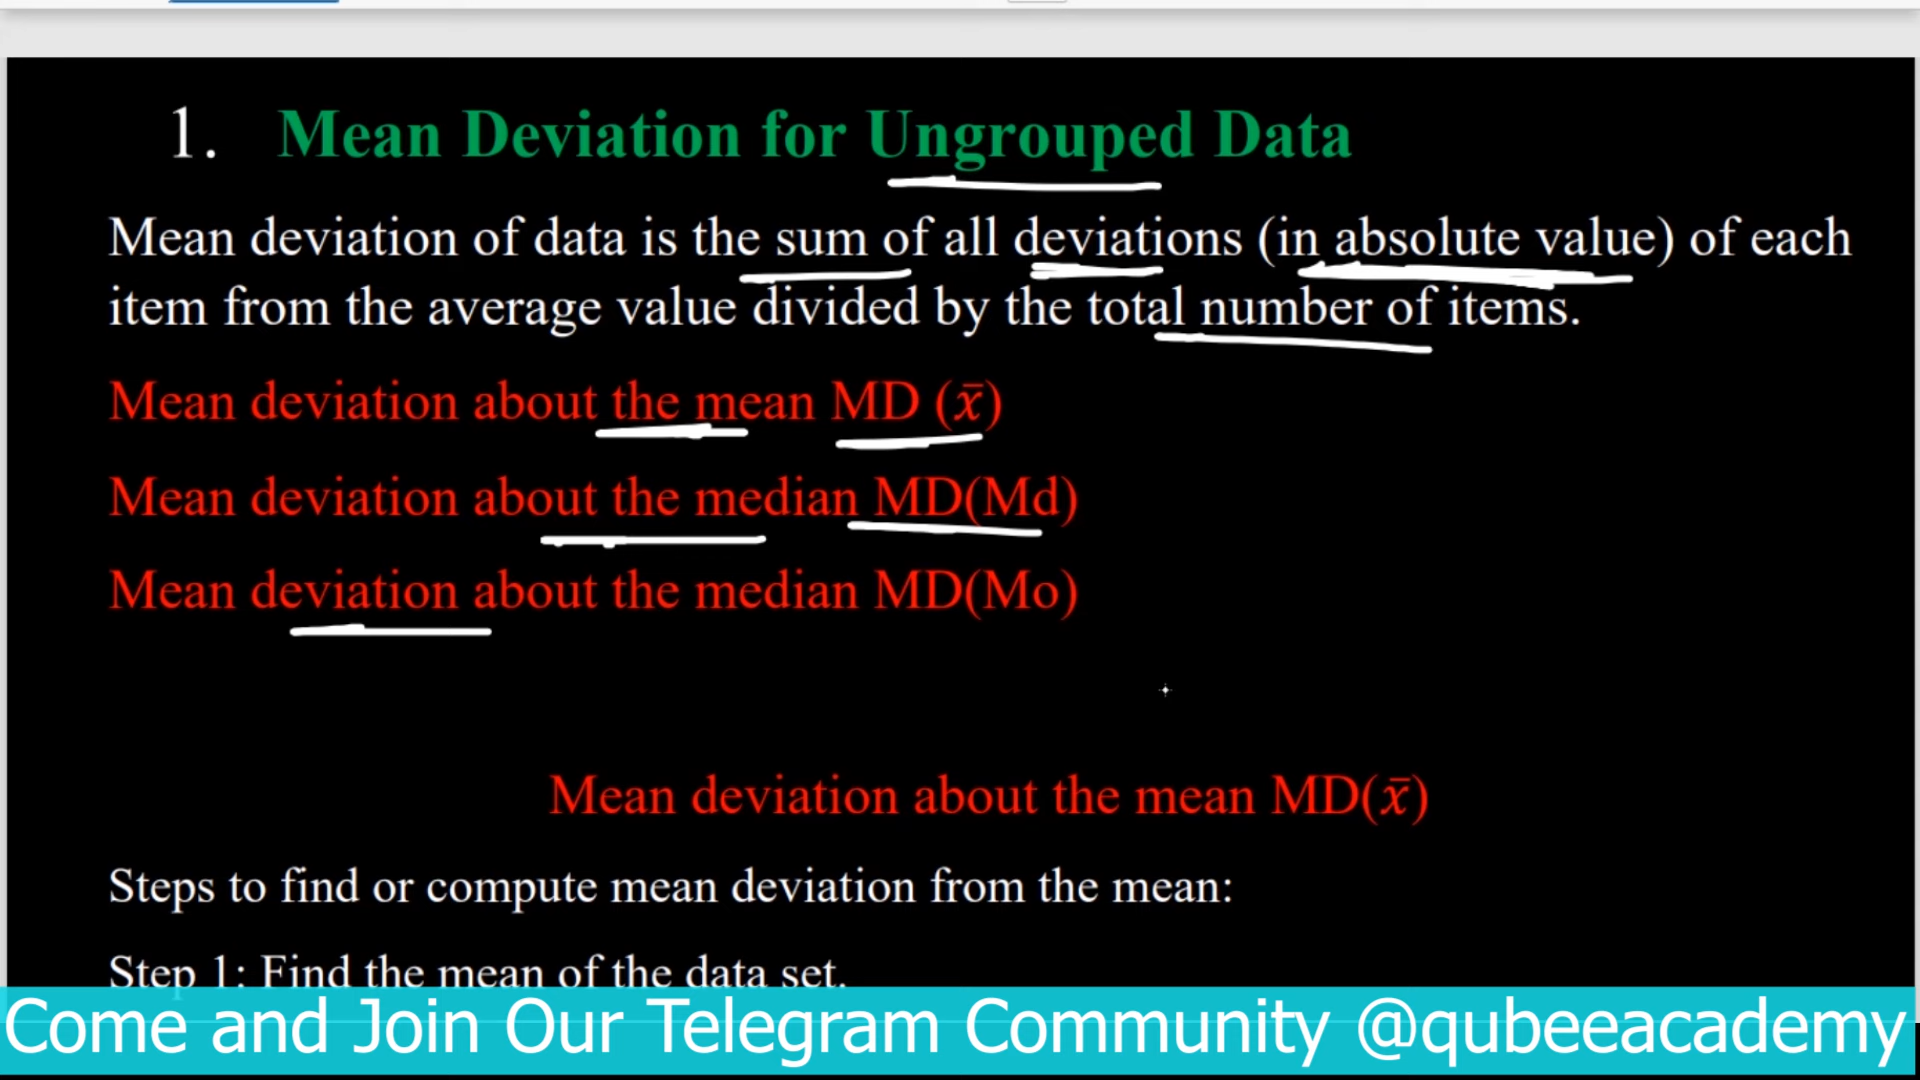 1. Mean Deviation for Ungrouped Data
Mean deviation of data is the sum of all deviations (in absolute value) of each
item from the average value divided by the total number of items.
Mean deviation about the mean MD (x̄)
Mean deviation about the median MD(Md)
Mean deviation about the median MD(Mo)
Mean deviation about the mean MD(x̄)
Steps to find or compute mean deviation from the mean:
Step 1: Find the mean of the data set.
Come and Join Our Telegram Community @qubeeacademy